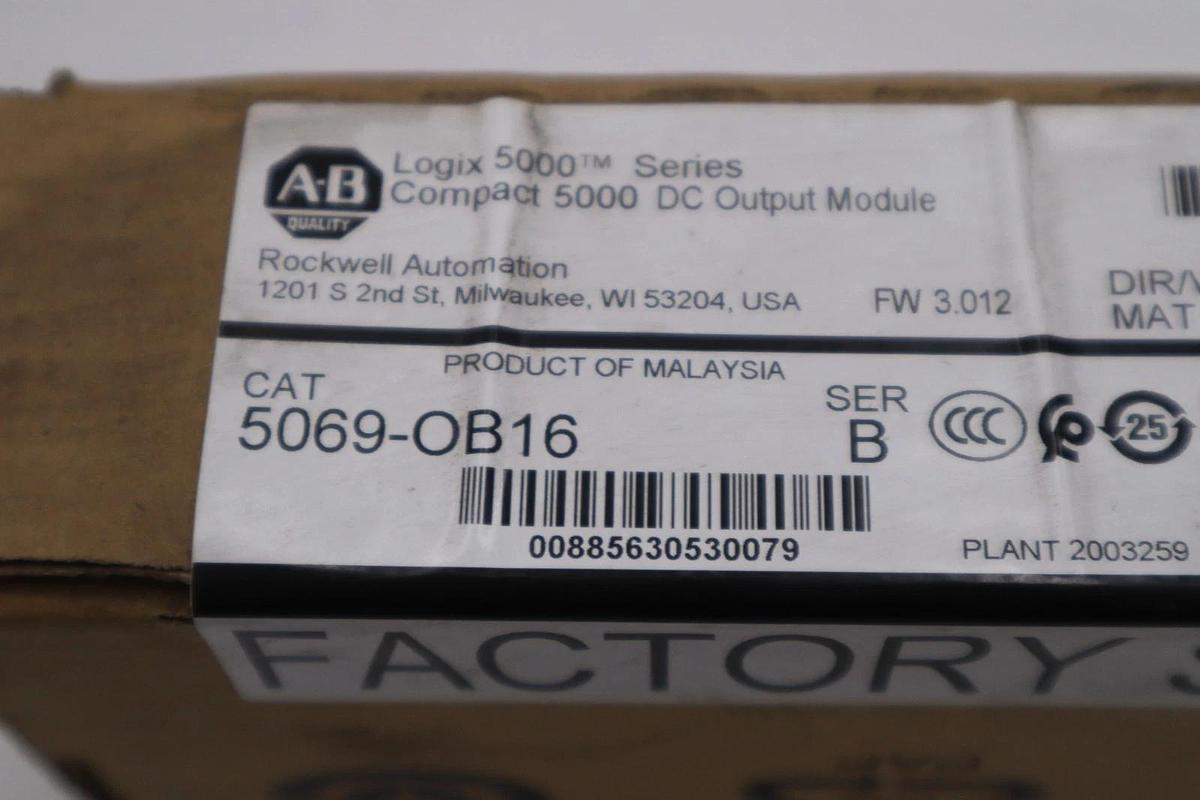 A-B
QUALITY
Logix 5000™ Series
Compact 5000 DC Output Module
Rockwell Automation
1201 S 2nd St, Milwaukee, WI 53204, USA
FW 3.012
DIR/
MAT
PRODUCT OF MALAYSIA
CAT
5069-OB16
SER
B
CCC
25
00885630530079
PLANT 2003259
FACTORY